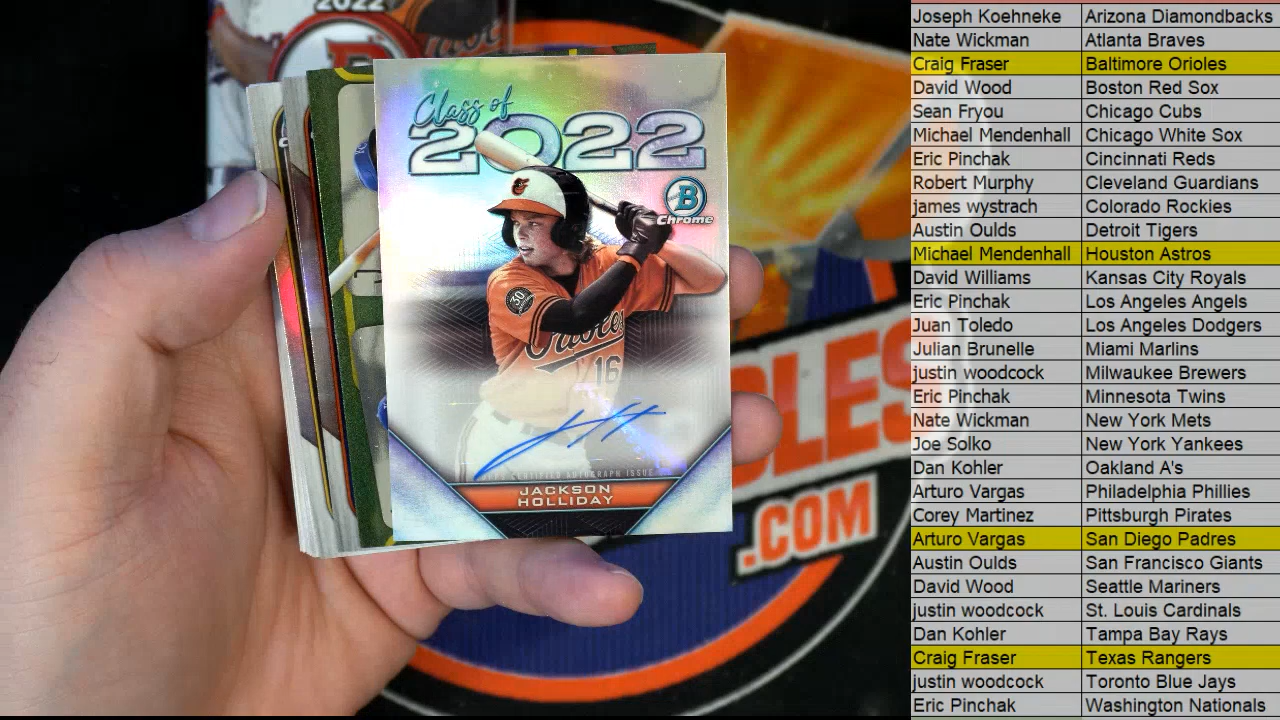 2022
B
Class of
2022
B
Chrome
30
Orioles
16
CERTIFIED AUTOGRAPH ISSUE
JACKSON
HOLLIDAY
.COM
Joseph Koehneke Arizona Diamondbacks
Nate Wickman Atlanta Braves
Craig Fraser Baltimore Orioles
David Wood Boston Red Sox
Sean Fryou Chicago Cubs
Michael Mendenhall Chicago White Sox
Eric Pinchak Cincinnati Reds
Robert Murphy Cleveland Guardians
james wystrach Colorado Rockies
Austin Oulds Detroit Tigers
Michael Mendenhall Houston Astros
David Williams Kansas City Royals
Eric Pinchak Los Angeles Angels
Juan Toledo Los Angeles Dodgers
Julian Brunelle Miami Marlins
justin woodcock Milwaukee Brewers
Eric Pinchak Minnesota Twins
Nate Wickman New York Mets
Joe Solko New York Yankees
Dan Kohler Oakland A's
Arturo Vargas Philadelphia Phillies
Corey Martinez Pittsburgh Pirates
Arturo Vargas San Diego Padres
Austin Oulds San Francisco Giants
David Wood Seattle Mariners
justin woodcock St. Louis Cardinals
Dan Kohler Tampa Bay Rays
Craig Fraser Texas Rangers
justin woodcock Toronto Blue Jays
Eric Pinchak Washington Nationals